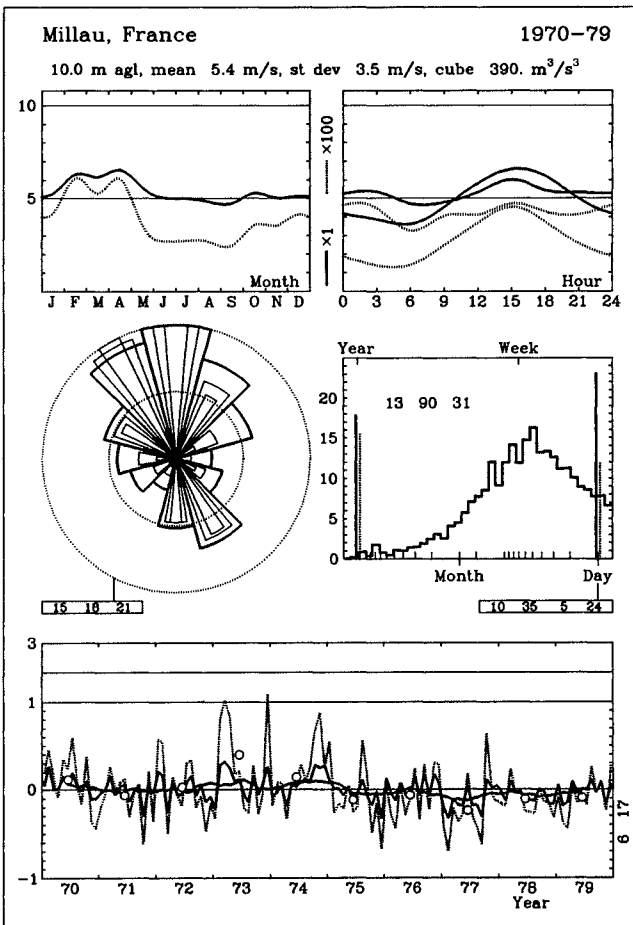 Millau, France 1970-79
10.0 m agl, mean 5.4 m/s, st dev 3.5 m/s, cube 390. m³/s³
10
5
J F M A M J J A S O N D
Month
×1 ×100
0 3 6 9 12 15 18 21 24
Hour
Year Week
20
15
10
5
0
13 90 31
Month Day
15 18 21
10 35 5 24
3
1
0
-1
70 71 72 73 74 75 76 77 78 79
Year
6 17